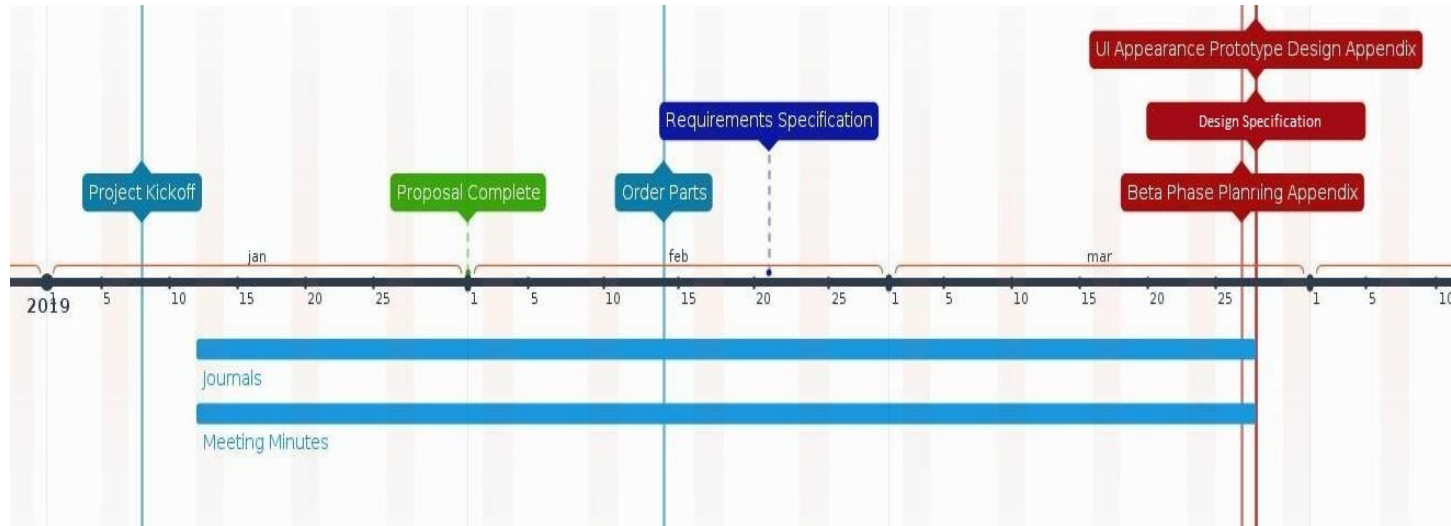 UI Appearance Prototype Design Appendix
Requirements Specification
Design Specification
Project Kickoff
Proposal Complete
Order Parts
Beta Phase Planning Appendix
jan
feb
mar
1 5 10 15 20 25 1 5 10 15 20 25 1 5 10 15 20 25 1 5 10
2019
Journals
Meeting Minutes